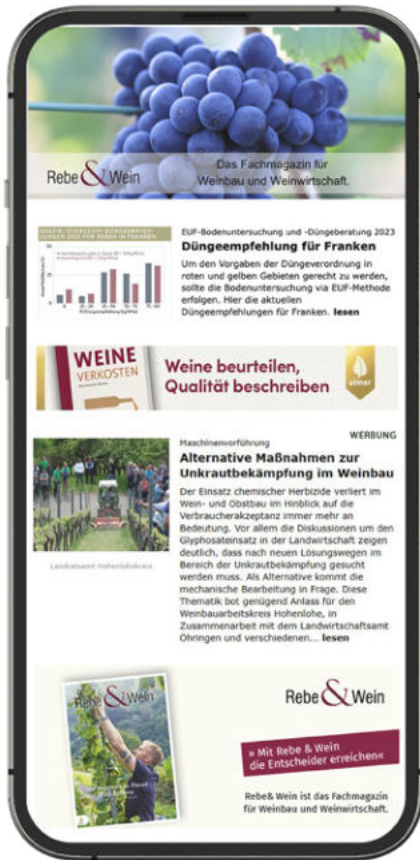 Rebe & Wein
Das Fachmagazin für
Weinbau und Weinwirtschaft.
EUF-Bodenuntersuchung und -Düngeberatung 2023
Düngeempfehlung für Franken
Um den Vorgaben der Düngeverordnung in
roten und gelben Gebieten gerecht zu werden,
sollte die Bodenuntersuchung via EUF-Methode
erfolgen. Hier die aktuellen
Düngeempfehlungen für Franken. lesen
WEINE
VERKOSTEN
Weine beurteilen,
Qualität beschreiben
ulmer
WERBUNG
Maschinenvorführung
Alternative Maßnahmen zur
Unkrautbekämpfung im Weinbau
Der Einsatz chemischer Herbizide verliert im
Wein- und Obstbau im Hinblick auf die
Verbraucherakzeptanz immer mehr an
Bedeutung. Vor allem die Diskussionen um den
Glyphosateinsatz in der Landwirtschaft zeigen
deutlich, dass nach neuen Lösungswegen im
Bereich der Unkrautbekämpfung gesucht
werden muss. Als Alternative kommt die
mechanische Bearbeitung in Frage. Diese
Thematik bot genügend Anlass für den
Weinbauarbeitskreis Hohenlohe, in
Zusammenarbeit mit dem Landwirtschaftsamt
Öhringen und verschiedenen... lesen
Landratsamt Hohenlohekreis
Rebe & Wein
Rebe & Wein
» Mit Rebe & Wein
die Entscheider erreichen«
Rebe& Wein ist das Fachmagazin
für Weinbau und Weinwirtschaft.